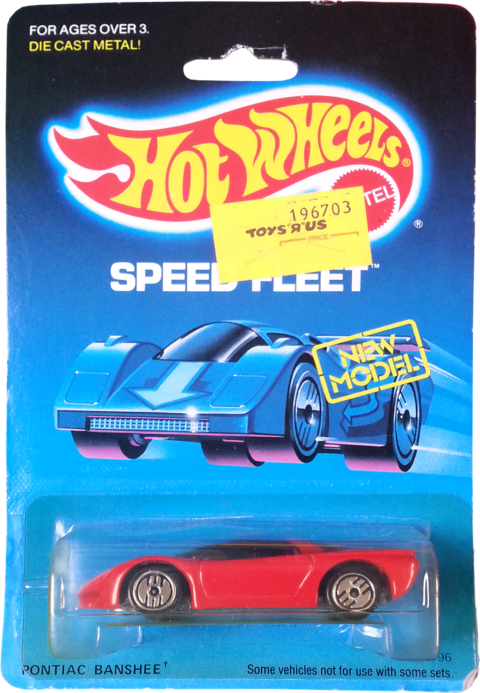 FOR AGES OVER 3.
DIE CAST METAL!
HOT WHEELS®
TEL
®
196703
TOYS "R" US
PRICE
SPEED FLEET™
NEW
MODEL
96
PONTIAC BANSHEE†
Some vehicles not for use with some sets.